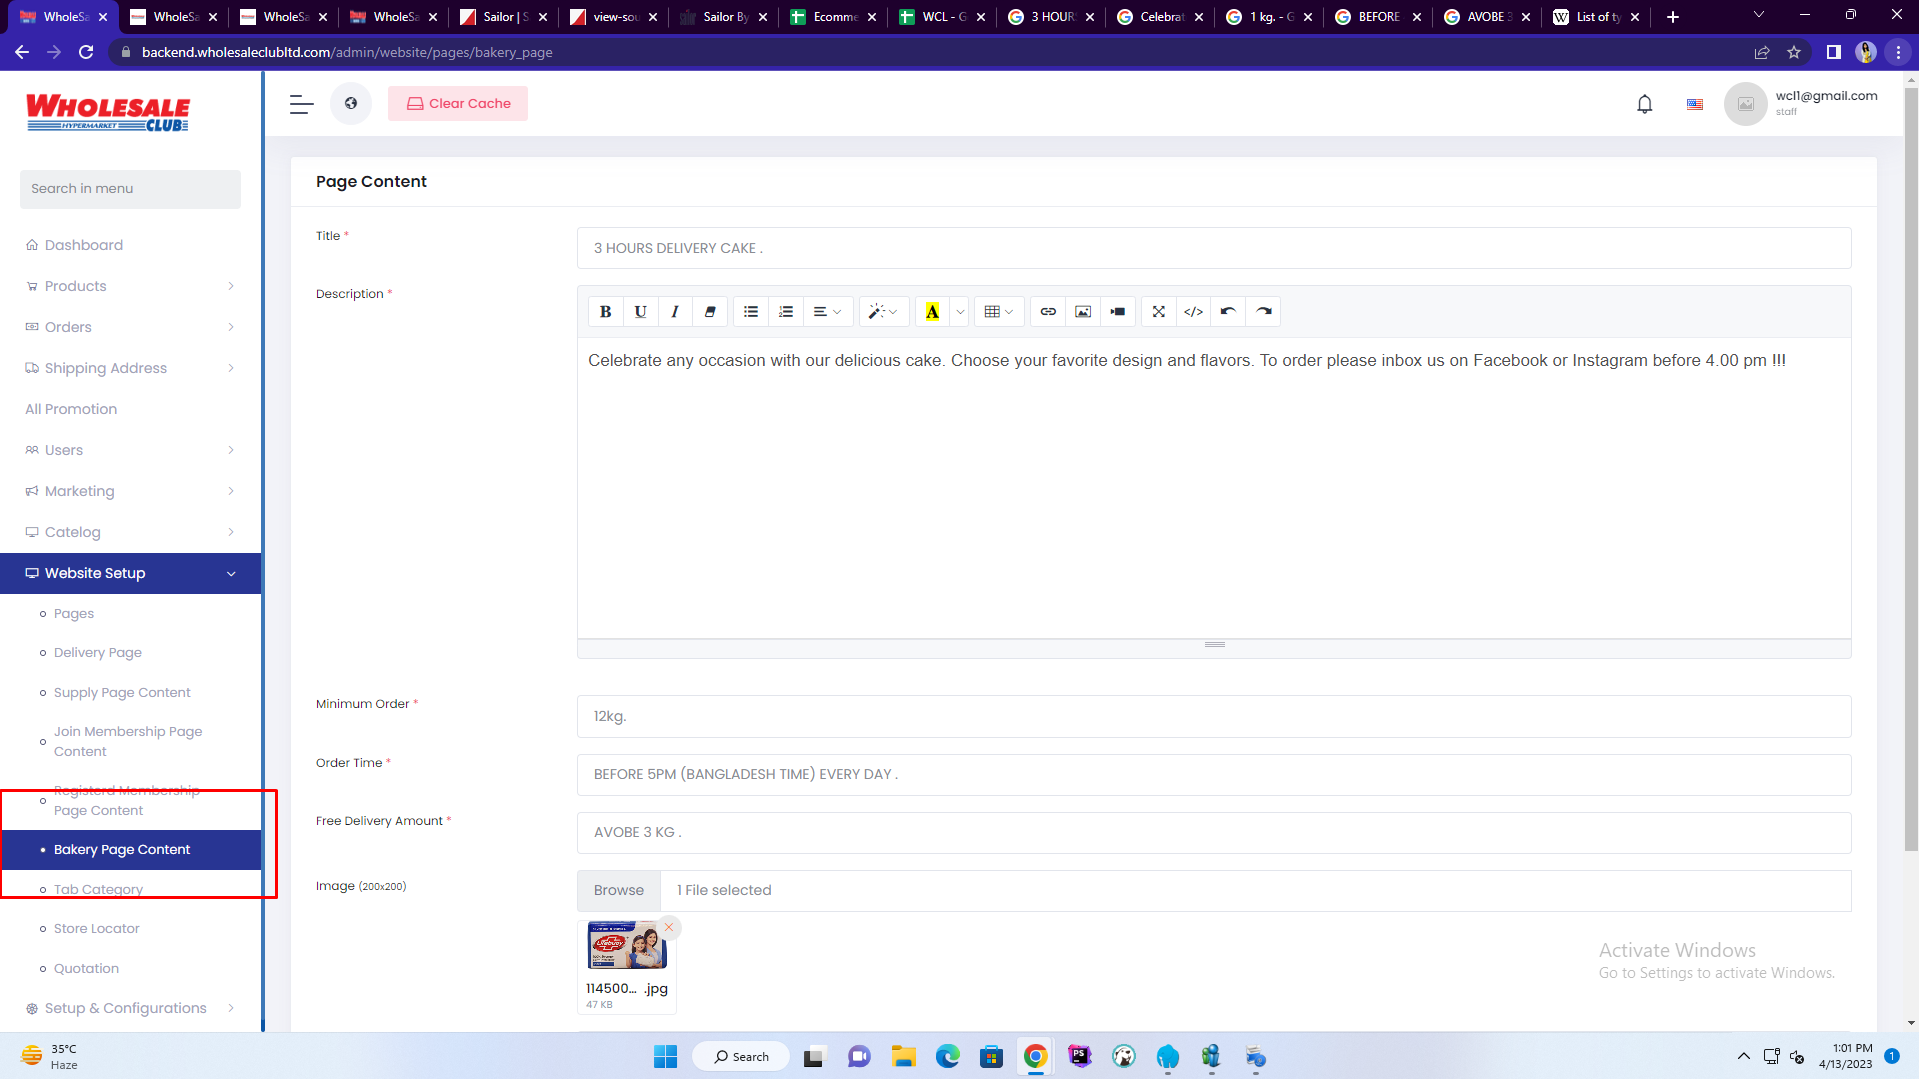 WholeSa
WholeSa
WholeSa
WholeSa
Sailor | S
view-sou
Sailor By
Ecomme
WCL - G
3 HOUR
Celebrat
1 kg. - G
BEFORE
AVOBE 3
List of ty
backend.wholesaleclubltd.com/admin/website/pages/bakery_page
WHOLESALE
HYPERMARKET CLUB
Clear Cache
wcl1@gmail.com
staff
Search in menu
Dashboard
Products
Orders
Shipping Address
All Promotion
Users
Marketing
Catelog
Website Setup
Pages
Delivery Page
Supply Page Content
Join Membership Page
Content
Registerd Membership
Page Content
Bakery Page Content
Tab Category
Store Locator
Quotation
Setup & Configurations
Page Content
Title *
3 HOURS DELIVERY CAKE .
Description *
B U I A </>
Celebrate any occasion with our delicious cake. Choose your favorite design and flavors. To order please inbox us on Facebook or Instagram before 4.00 pm !!!
Minimum Order *
12kg.
Order Time *
BEFORE 5PM (BANGLADESH TIME) EVERY DAY .
Free Delivery Amount *
AVOBE 3 KG .
Image (200x200)
Browse
1 File selected
Lifebuoy
114500... .jpg
47 KB
Activate Windows
Go to Settings to activate Windows.
35°C
Haze
Search
PS
1:01 PM
4/13/2023
1